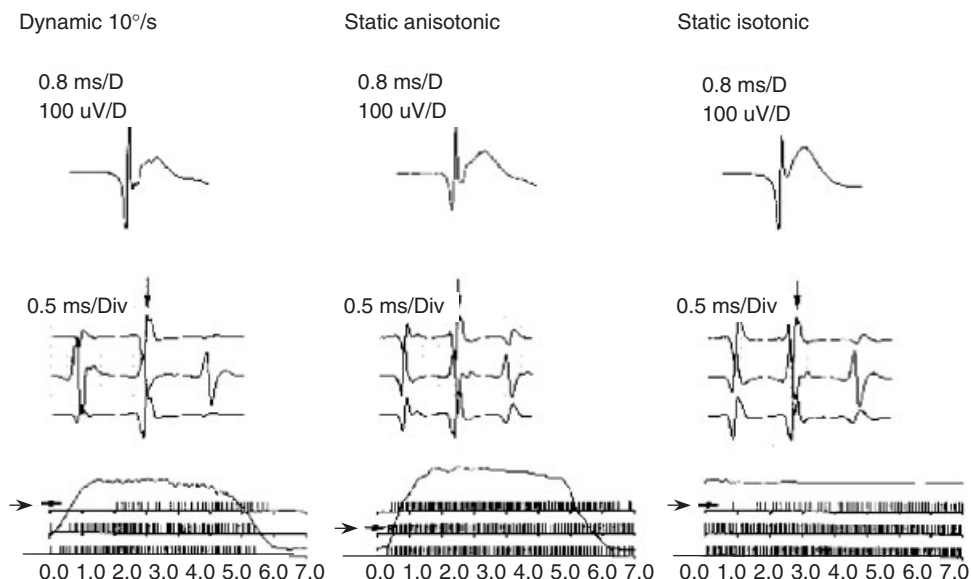 Dynamic 10°/s Static anisotonic Static isotonic
0.8 ms/D 0.8 ms/D 0.8 ms/D
100 uV/D 100 uV/D 100 uV/D
0.5 ms/Div 0.5 ms/Div 0.5 ms/Div
0.0 1.0 2.0 3.0 4.0 5.0 6.0 7.0 0.0 1.0 2.0 3.0 4.0 5.0 6.0 7.0 0.0 1.0 2.0 3.0 4.0 5.0 6.0 7.0